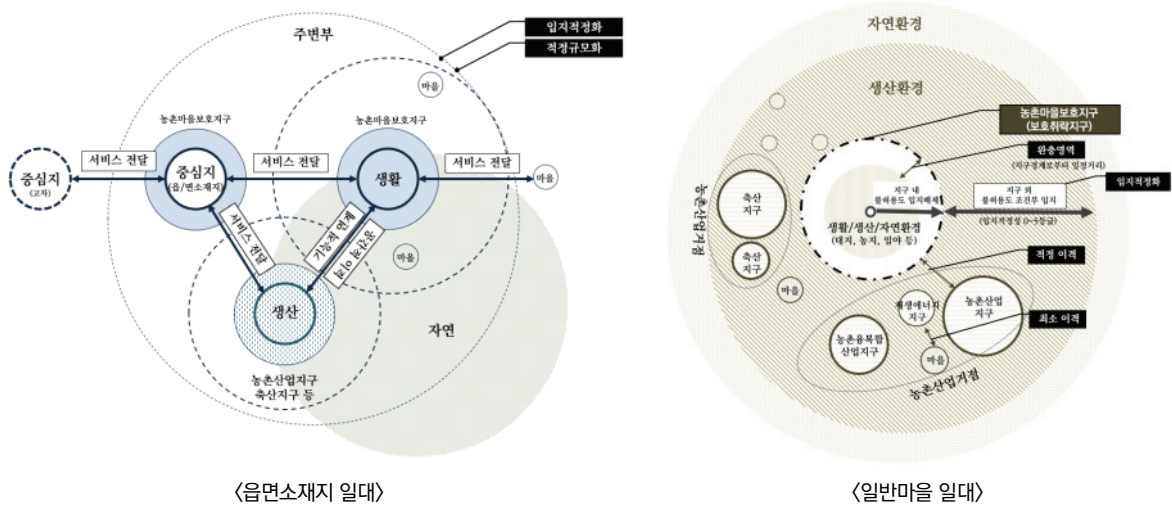 주변부
입지적정화
적정규모화
마을
농촌마을보호지구
농촌마을보호지구
중심지
(고차)
서비스 전달
중심지
(읍/면소재지)
서비스 전달
생활
서비스 전달
마을
서비스 전달
기능적 연계
공간적 이격
마을
생산
자연
농촌산업지구
축산지구 등
〈읍면소재지 일대〉
자연환경
생산환경
농촌마을보호지구
(보호취락지구)
완충영역
(지구경계로부터 일정거리)
입지적정화
지구 내
불허용도 입지배제
지구 외
불허용도 조건부 입지
(입지적정성 0~5등급)
농촌산업거점
축산
지구
축산
지구
생활/생산/자연환경
(대지, 농지, 임야 등)
적정 이격
마을
재생에너지
지구
농촌산업
지구
최소 이격
농촌융복합
산업지구
마을
농촌산업거점
〈일반마을 일대〉